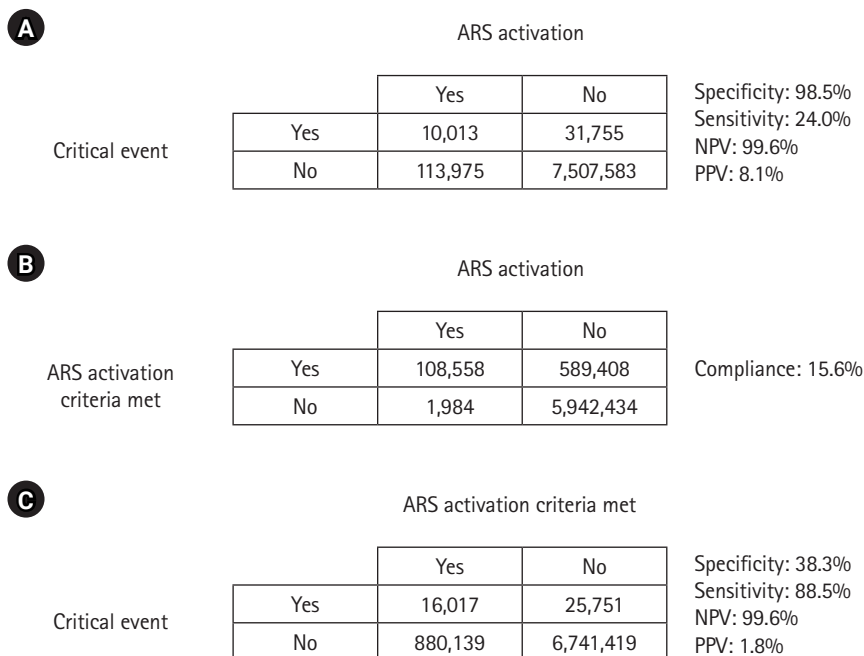 A
ARS activation
Yes No
Critical event
Yes 10,013 31,755
No 113,975 7,507,583
Specificity: 98.5%
Sensitivity: 24.0%
NPV: 99.6%
PPV: 8.1%
B
ARS activation
Yes No
ARS activation
criteria met
Yes 108,558 589,408
No 1,984 5,942,434
Compliance: 15.6%
C
ARS activation criteria met
Yes No
Critical event
Yes 16,017 25,751
No 880,139 6,741,419
Specificity: 38.3%
Sensitivity: 88.5%
NPV: 99.6%
PPV: 1.8%